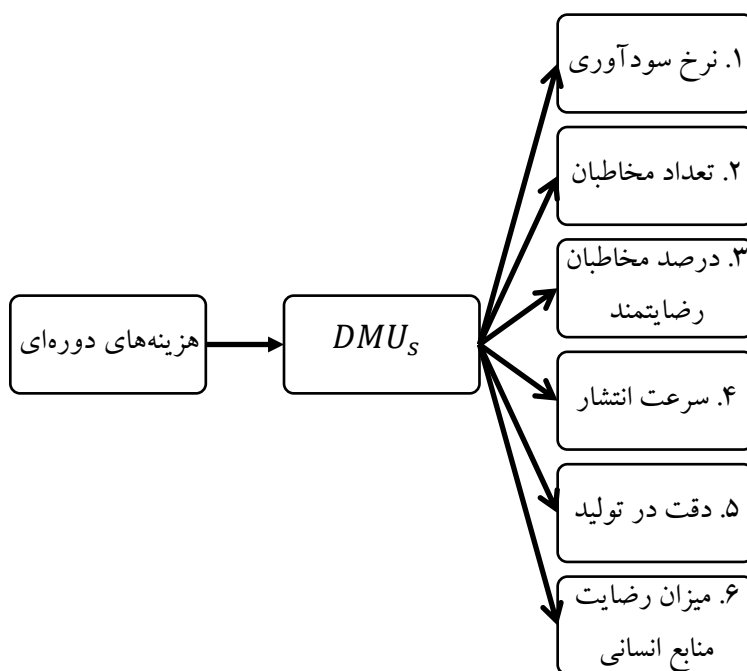 ۱. نرخ سودآوری
۲. تعداد مخاطبان
۳. درصد مخاطبان
رضایتمند
هزینه‌های دوره‌ای
DMUs
۴. سرعت انتشار
۵. دقت در تولید
۶. میزان رضایت
منابع انسانی